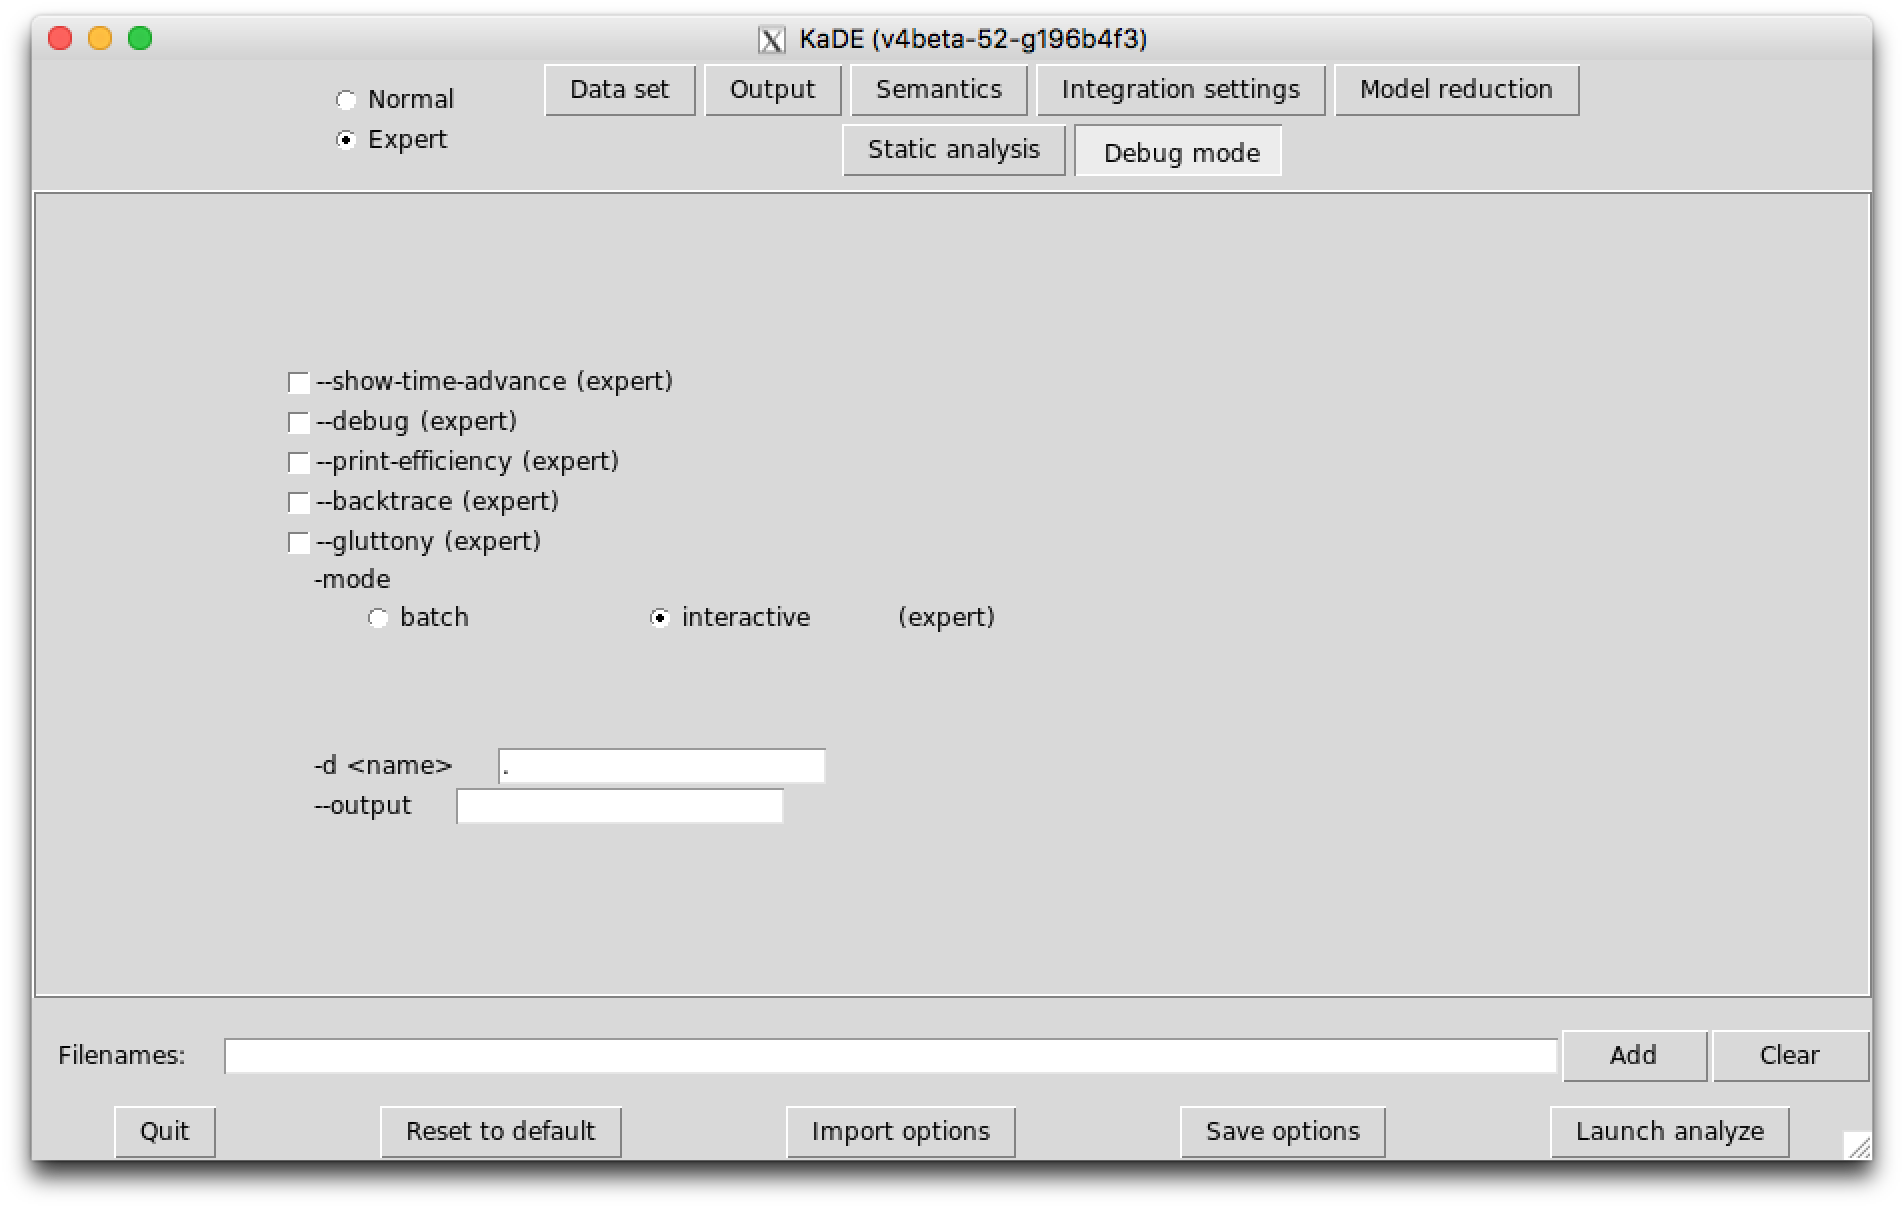 KaDE (v4beta-52-g196b4f3)
Normal
Expert
Data set Output Semantics Integration settings Model reduction
Static analysis Debug mode
--show-time-advance (expert)
--debug (expert)
--print-efficiency (expert)
--backtrace (expert)
--gluttony (expert)
-mode
batch interactive (expert)
-d <name> .
--output
Filenames: Add Clear
Quit Reset to default Import options Save options Launch analyze